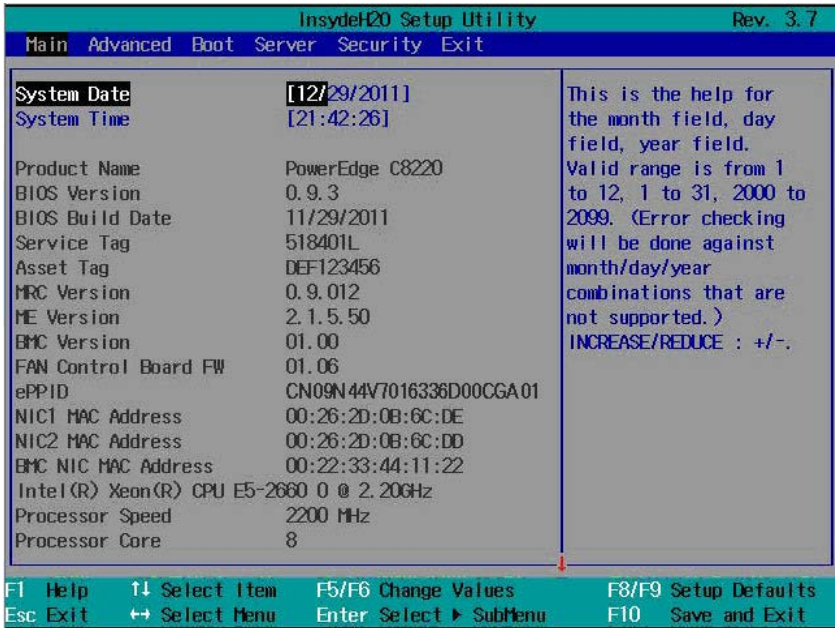 InsydeH2O Setup Utility Rev. 3.7
Main Advanced Boot Server Security Exit
System Date [12/29/2011]
System Time [21:42:26]
Product Name PowerEdge C8220
BIOS Version 0.9.3
BIOS Build Date 11/29/2011
Service Tag 518401L
Asset Tag DEF123456
MRC Version 0.9.012
ME Version 2.1.5.50
BMC Version 01.00
FAN Control Board FW 01.06
ePPID CN09N44V7016336D00CGA01
NIC1 MAC Address 00:26:2D:0B:6C:DE
NIC2 MAC Address 00:26:2D:0B:6C:DD
BMC NIC MAC Address 00:22:33:44:11:22
Intel(R) Xeon(R) CPU E5-2660 0 @ 2.20GHz
Processor Speed 2200 MHz
Processor Core 8
This is the help for
the month field, day
field, year field.
Valid range is from 1
to 12, 1 to 31, 2000 to
2099. (Error checking
will be done against
month/day/year
combinations that are
not supported.)
INCREASE/REDUCE : +/-.
F1 Help ↑↓ Select Item F5/F6 Change Values F8/F9 Setup Defaults
Esc Exit ↔ Select Menu Enter Select ▶ SubMenu F10 Save and Exit